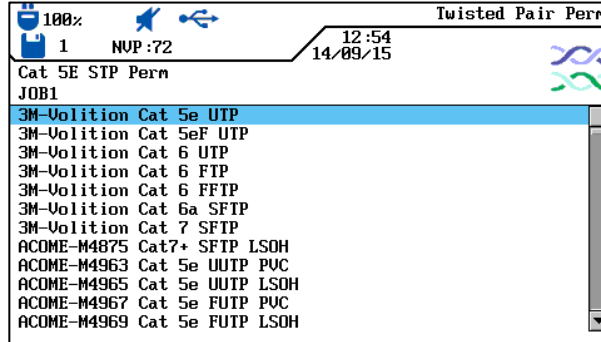 100%
Twisted Pair Perm
1 NVP:72
12:54
14/09/15
Cat 5E STP Perm
JOB1
3M-Volition Cat 5e UTP
3M-Volition Cat 5eF UTP
3M-Volition Cat 6 UTP
3M-Volition Cat 6 FTP
3M-Volition Cat 6 FFTP
3M-Volition Cat 6a SFTP
3M-Volition Cat 7 SFTP
ACOME-M4875 Cat7+ SFTP LSOH
ACOME-M4963 Cat 5e UUTP PVC
ACOME-M4965 Cat 5e UUTP LSOH
ACOME-M4967 Cat 5e FUTP PVC
ACOME-M4969 Cat 5e FUTP LSOH